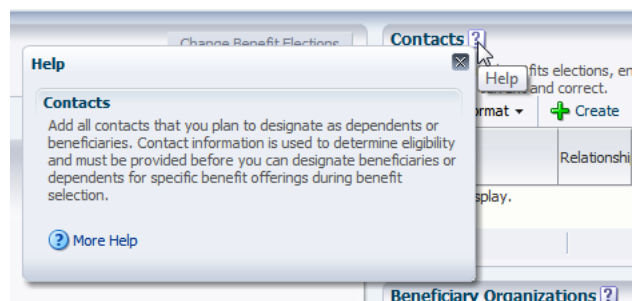 Change Benefit Elections
Contacts ?
Help
Help
fits elections, en
and correct.
Contacts
Add all contacts that you plan to designate as dependents or
beneficiaries. Contact information is used to determine eligibility
and must be provided before you can designate beneficiaries or
dependents for specific benefit offerings during benefit
selection.
? More Help
rmat
Create
Relationshi
splay.
Beneficiary Organizations ?